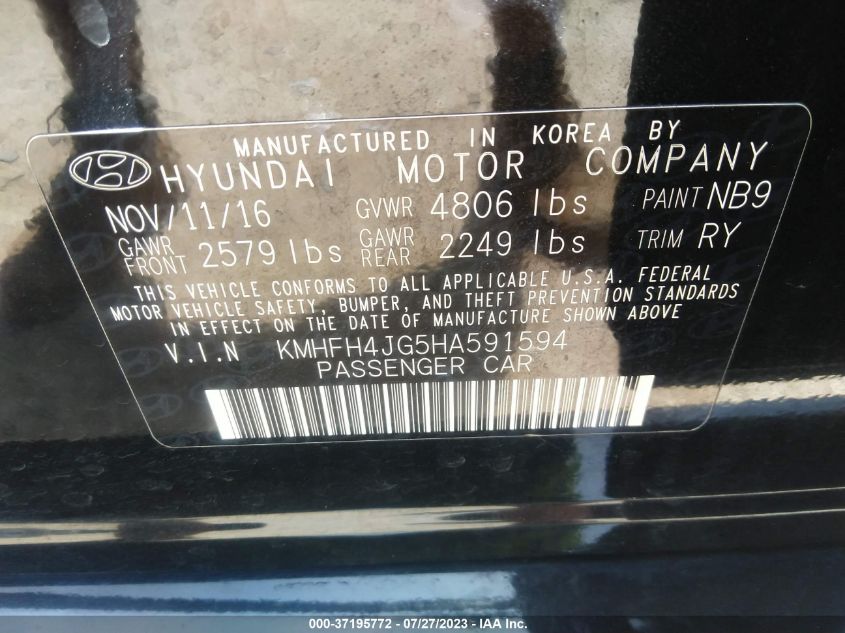 MANUFACTURED IN KOREA BY
HYUNDAI MOTOR COMPANY
NOV/11/16 GVWR 4806 lbs PAINT NB9
GAWR FRONT 2579 lbs GAWR REAR 2249 lbs TRIM RY
THIS VEHICLE CONFORMS TO ALL APPLICABLE U.S.A. FEDERAL
MOTOR VEHICLE SAFETY, BUMPER, AND THEFT PREVENTION STANDARDS
IN EFFECT ON THE DATE OF MANUFACTURE SHOWN ABOVE
V.I.N KMHFH4JG5HA591594
PASSENGER CAR
000-37195772 - 07/27/2023 - IAA Inc.